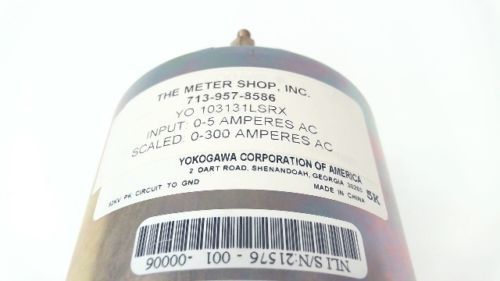 THE METER SHOP, INC.
713-957-8586
YO 103131LSRX
INPUT: 0-5 AMPERES AC
SCALED: 0-300 AMPERES AC
YOKOGAWA CORPORATION OF AMERICA
2 DART ROAD, SHENANDOAH, GEORGIA 30265
MADE IN CHINA
5K
PK CIRCUIT TO GND
NLI S/N:21576 - 001 -00006